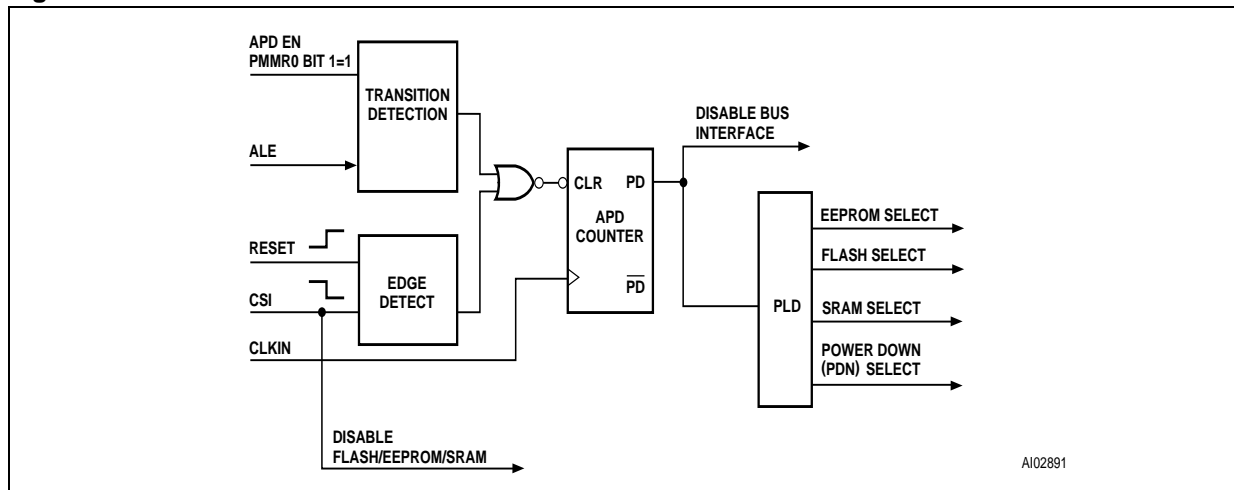 APD EN
PMMR0 BIT 1=1
TRANSITION
DETECTION
ALE
DISABLE BUS
INTERFACE
CLR
PD
APD
COUNTER
PD
EEPROM SELECT
FLASH SELECT
SRAM SELECT
POWER DOWN
(PDN) SELECT
PLD
RESET
EDGE
DETECT
CSI
CLKIN
DISABLE
FLASH/EEPROM/SRAM
AI02891